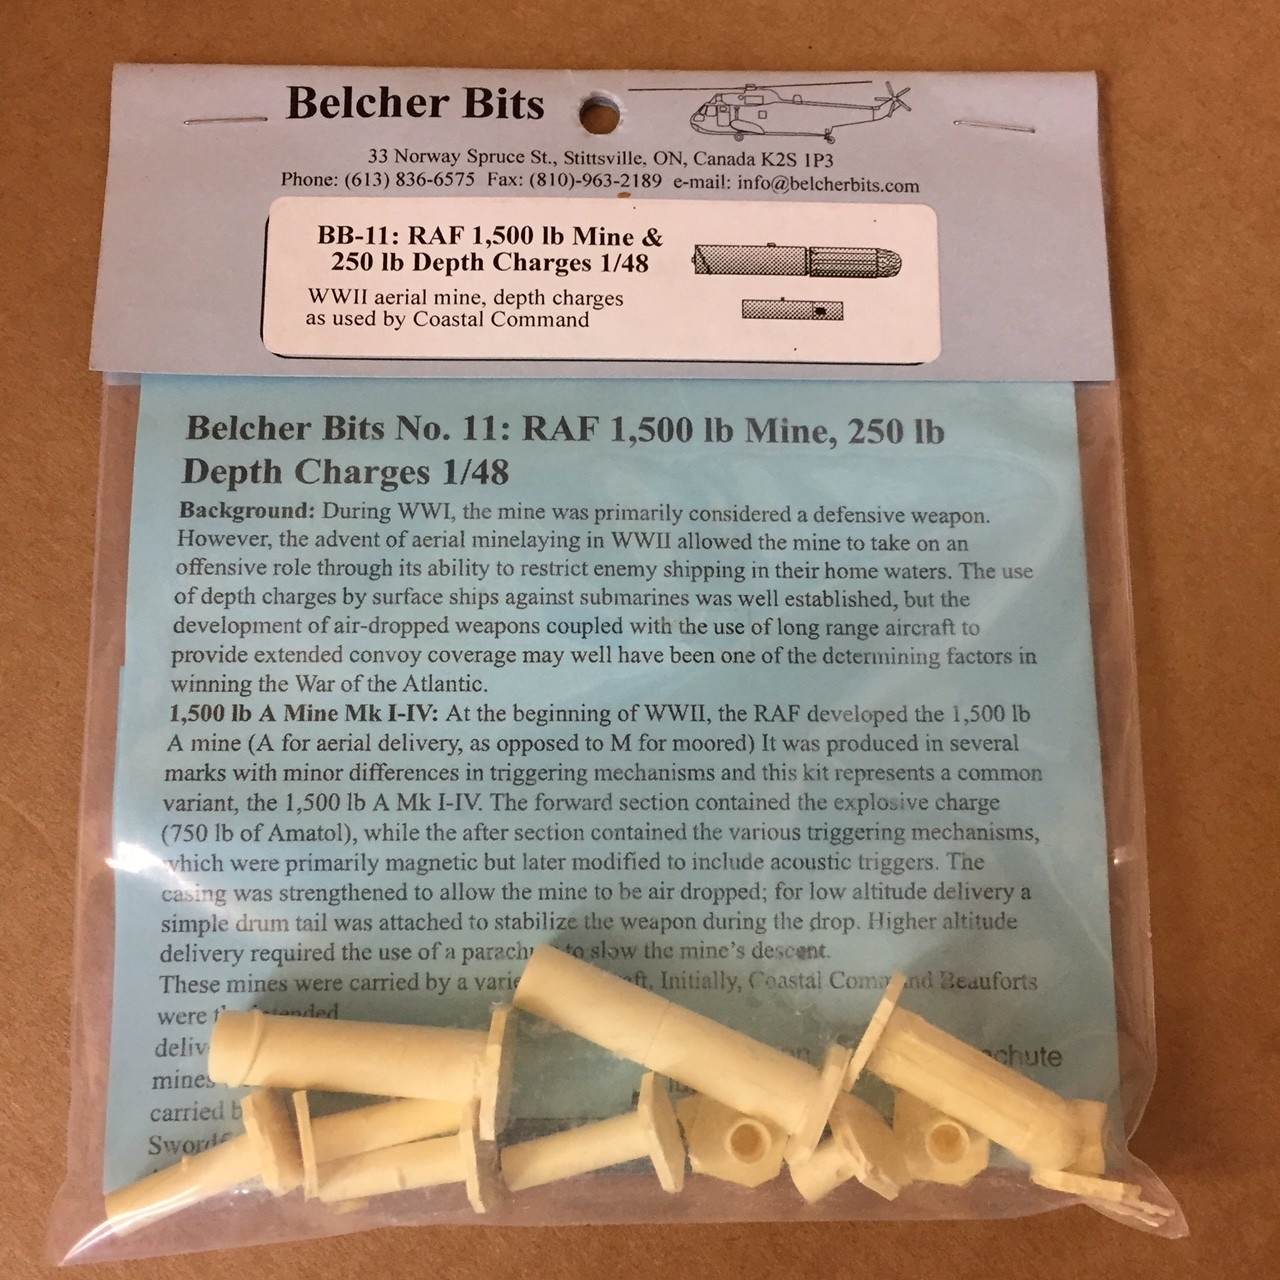 Belcher Bits
33 Norway Spruce St., Stittsville, ON, Canada K2S 1P3
Phone: (613) 836-6575 Fax: (810)-963-2189 e-mail: info@belcherbits.com
BB-11: RAF 1,500 lb Mine &
250 lb Depth Charges 1/48
WWII aerial mine, depth charges
as used by Coastal Command
Belcher Bits No. 11: RAF 1,500 lb Mine, 250 lb
Depth Charges 1/48
Background: During WWI, the mine was primarily considered a defensive weapon.
However, the advent of aerial minelaying in WWII allowed the mine to take on an
offensive role through its ability to restrict enemy shipping in their home waters. The use
of depth charges by surface ships against submarines was well established, but the
development of air-dropped weapons coupled with the use of long range aircraft to
provide extended convoy coverage may well have been one of the determining factors in
winning the War of the Atlantic.
1,500 lb A Mine Mk I-IV: At the beginning of WWII, the RAF developed the 1,500 lb
A mine (A for aerial delivery, as opposed to M for moored) It was produced in several
marks with minor differences in triggering mechanisms and this kit represents a common
variant, the 1,500 lb A Mk I-IV. The forward section contained the explosive charge
(750 lb of Amatol), while the after section contained the various triggering mechanisms,
which were primarily magnetic but later modified to include acoustic triggers. The
casing was strengthened to allow the mine to be air dropped; for low altitude delivery a
simple drum tail was attached to stabilize the weapon during the drop. Higher altitude
delivery required the use of a parachu to slow the mine's descent.
These mines were carried by a Initially, Coastal Command Beauforts
were
mines
carried